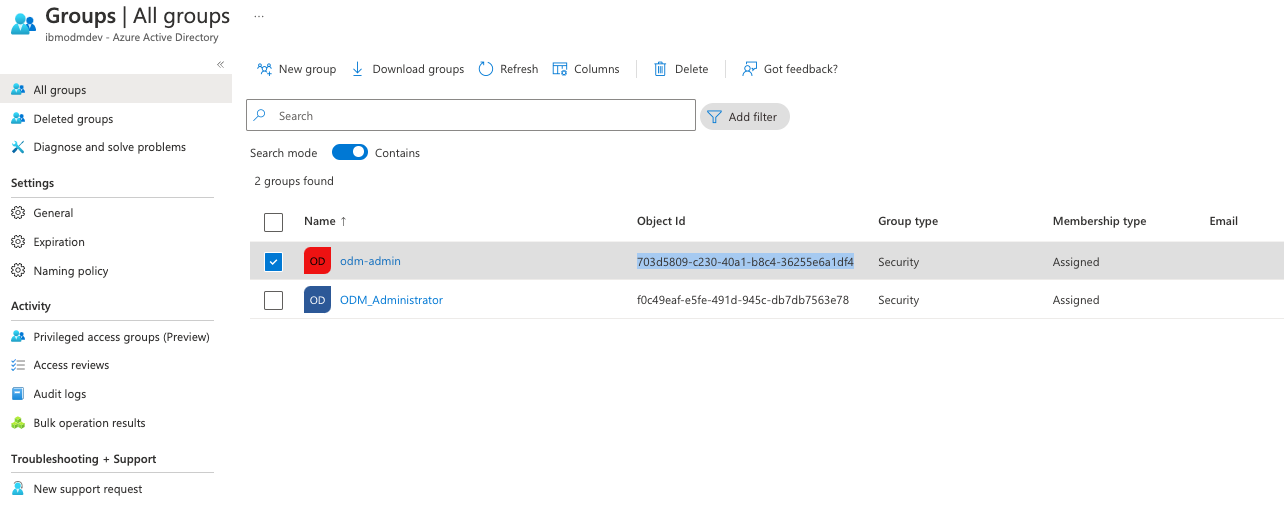 Groups | All groups ...
ibmodmdev - Azure Active Directory
«
All groups
Deleted groups
Diagnose and solve problems
Settings
General
Expiration
Naming policy
Activity
Privileged access groups (Preview)
Access reviews
Audit logs
Bulk operation results
Troubleshooting + Support
New support request
New group Download groups Refresh Columns Delete Got feedback?
Search Add filter
Search mode Contains
2 groups found
Name ↑ Object Id Group type Membership type Email
OD odm-admin 703d5809-c230-40a1-b8c4-36255e6a1df4 Security Assigned
OD ODM_Administrator f0c49eaf-e5fe-491d-945c-db7db7563e78 Security Assigned